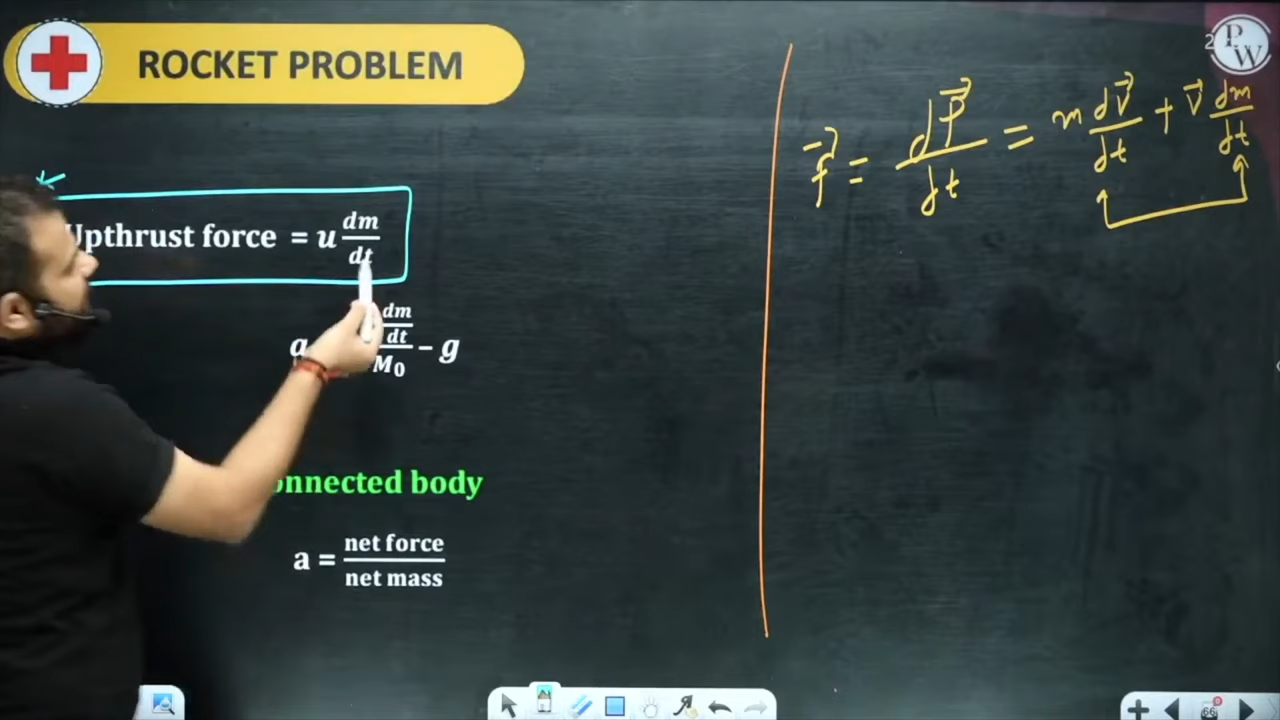 ROCKET PROBLEM
PW
Upthrust force = u dm/dt
f⃗ = dP⃗/dt = m dV⃗/dt + V⃗ dm/dt
a dm/dt/M₀ – g
onnected body
a = net force/net mass
66